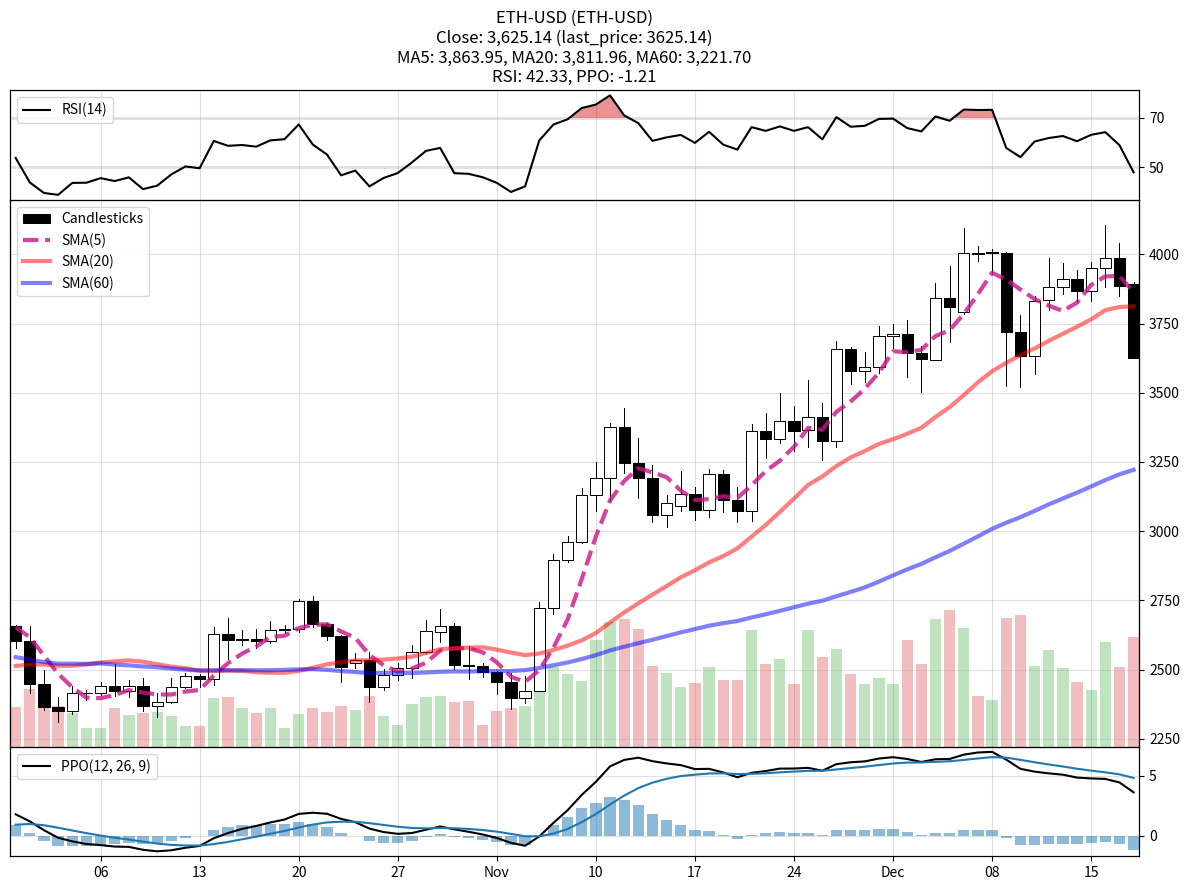 ETH-USD (ETH-USD)
Close: 3,625.14 (last_price: 3625.14)
MA5: 3,863.95, MA20: 3,811.96, MA60: 3,221.70
RSI: 42.33, PPO: -1.21
RSI(14)
70
50
Candlesticks
SMA(5)
SMA(20)
SMA(60)
4000
3750
3500
3250
3000
2750
2500
2250
PPO(12, 26, 9)
5
0
06 13 20 27 Nov 10 17 24 Dec 08 15